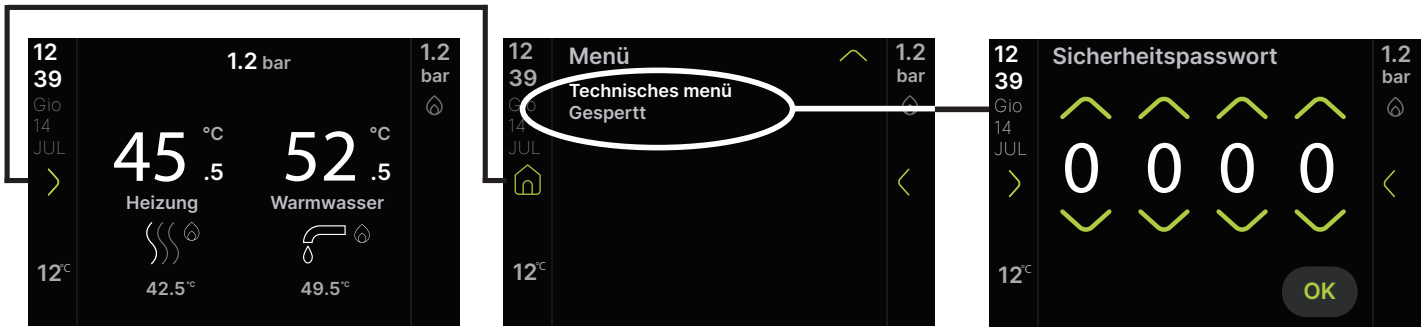 12
39
Gio
14
JUL
12°C
1.2 bar
45 °C .5
Heizung
42.5°C
52 °C .5
Warmwasser
49.5°C
1.2
bar
12
39
Gio
14
JUL
12°C
Menü
Technisches menü
Gespertt
1.2
bar
12
39
Gio
14
JUL
12°C
Sicherheitspasswort
0 0 0 0
OK
1.2
bar